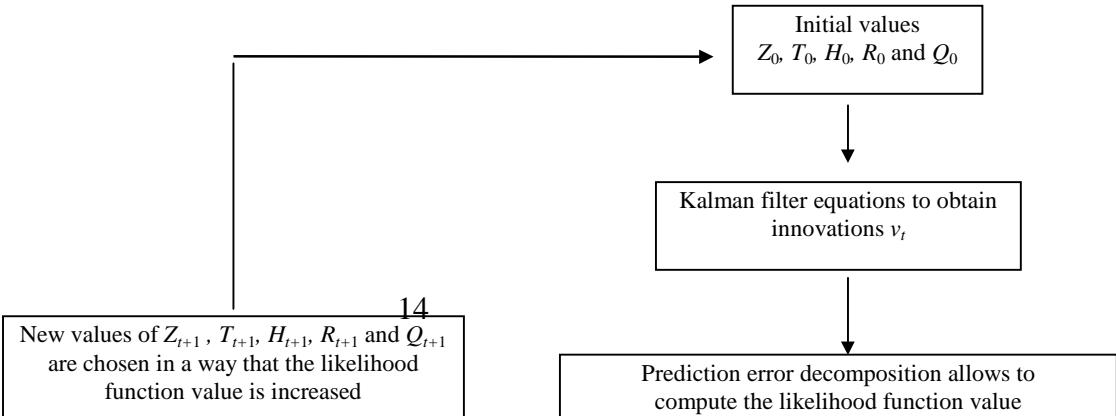 Initial values
Z0, T0, H0, R0 and Q0
Kalman filter equations to obtain
innovations vt
14
New values of Zt+1 , Tt+1, Ht+1, Rt+1 and Qt+1
are chosen in a way that the likelihood
function value is increased
Prediction error decomposition allows to
compute the likelihood function value